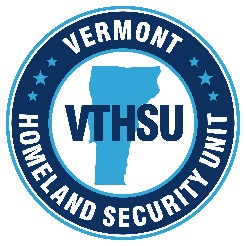 VERMONT
VTHSU
HOMELAND SECURITY UNIT